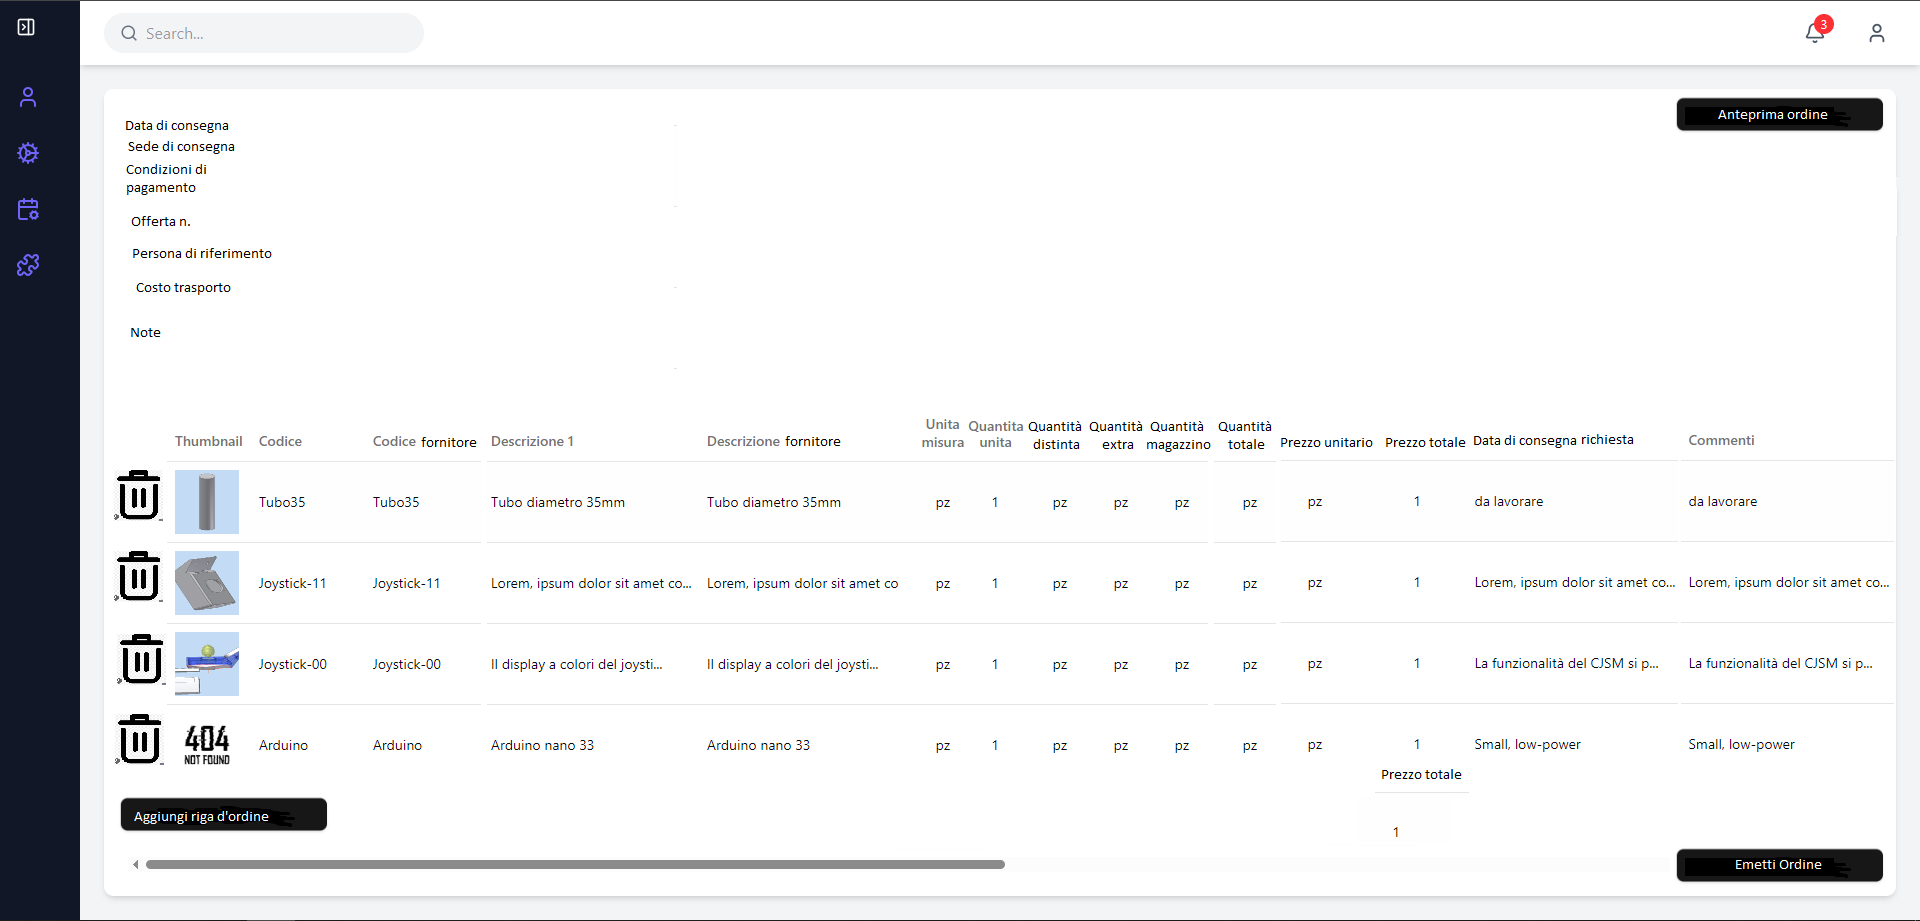 Search...
3
Anteprima ordine
Data di consegna
Sede di consegna
Condizioni di
pagamento
Offerta n.
Persona di riferimento
Costo trasporto
Note
Thumbnail Codice Codice fornitore Descrizione 1 Descrizione fornitore Unita misura Quantita unita Quantità distinta Quantità extra Quantità magazzino Quantità totale Prezzo unitario Prezzo totale Data di consegna richiesta Commenti
Tubo35 Tubo35 Tubo diametro 35mm Tubo diametro 35mm pz 1 pz pz pz pz pz 1 da lavorare da lavorare
Joystick-11 Joystick-11 Lorem, ipsum dolor sit amet co... Lorem, ipsum dolor sit amet co pz 1 pz pz pz pz pz 1 Lorem, ipsum dolor sit amet co... Lorem, ipsum dolor sit amet co...
Joystick-00 Joystick-00 Il display a colori del joysti... Il display a colori del joysti... pz 1 pz pz pz pz pz 1 La funzionalità del CJSM si p... La funzionalità del CJSM si p...
404
NOT FOUND
Arduino Arduino Arduino nano 33 Arduino nano 33 pz 1 pz pz pz pz pz 1 Small, low-power Small, low-power
Prezzo totale
Aggiungi riga d'ordine
1
Emetti Ordine